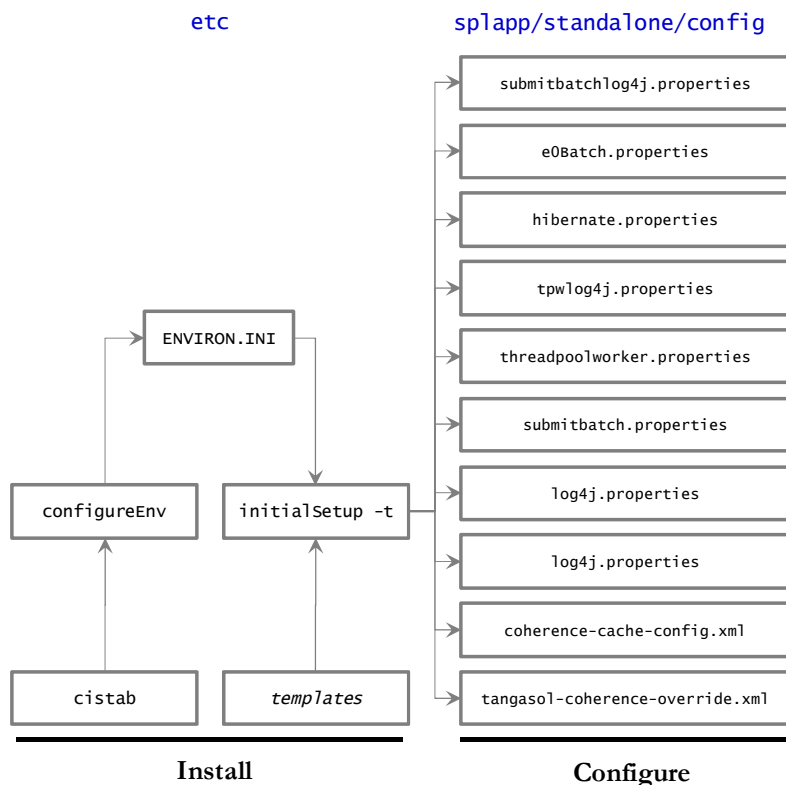 etc
splapp/standalone/config
submitbatchlog4j.properties
e0Batch.properties
hibernate.properties
tpwlog4j.properties
ENVIRON.INI
threadpoolworker.properties
submitbatch.properties
configureEnv
initialSetup -t
log4j.properties
log4j.properties
coherence-cache-config.xml
cistab
templates
tangasol-coherence-override.xml
Install
Configure